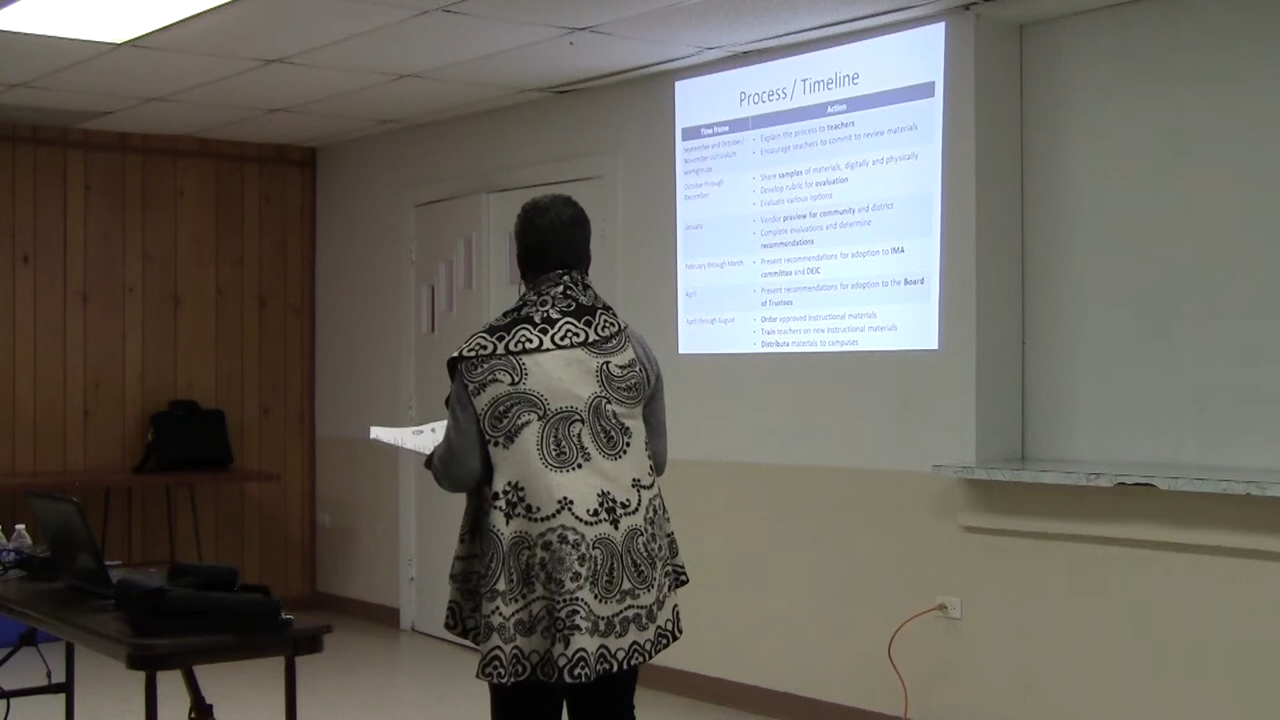 Process / Timeline
Time frame Action
September and October/ • Explain the process to teachers
November curriculum • Encourage teachers to commit to review materials
workgroups
October through • Share samples of materials, digitally and physically
December • Develop rubric for evaluation
• Evaluate various options
January • Vendor preview for community and district
• Complete evaluations and determine
recommendations
February through March • Present recommendations for adoption to IMA
committee and DEIC
April • Present recommendations for adoption to the Board
of Trustees
April through August • Order approved instructional materials
• Train teachers on new instructional materials
• Distribute materials to campuses